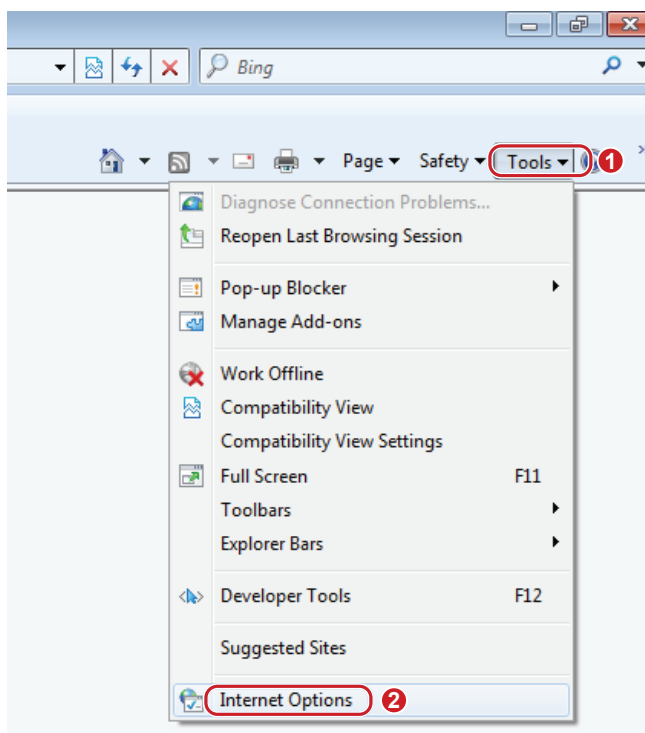 Bing
Page Safety Tools 1
Diagnose Connection Problems...
Reopen Last Browsing Session
Pop-up Blocker
Manage Add-ons
Work Offline
Compatibility View
Compatibility View Settings
Full Screen F11
Toolbars
Explorer Bars
Developer Tools F12
Suggested Sites
Internet Options 2